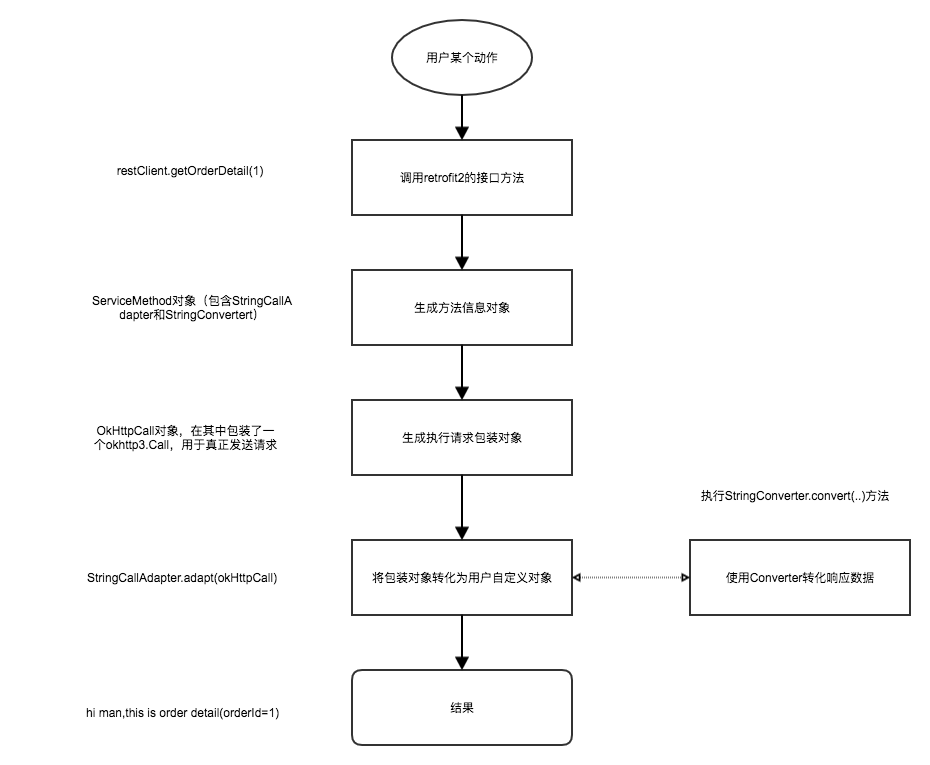 用户某个动作
restClient.getOrderDetail(1)
调用retrofit2的接口方法
ServiceMethod对象（包含StringCallA
dapter和StringConvertert）
生成方法信息对象
OkHttpCall对象，在其中包装了一
个okhttp3.Call，用于真正发送请求
生成执行请求包装对象
执行StringConverter.convert(..)方法
StringCallAdapter.adapt(okHttpCall)
将包装对象转化为用户自定义对象
使用Converter转化响应数据
hi man,this is order detail(orderId=1)
结果